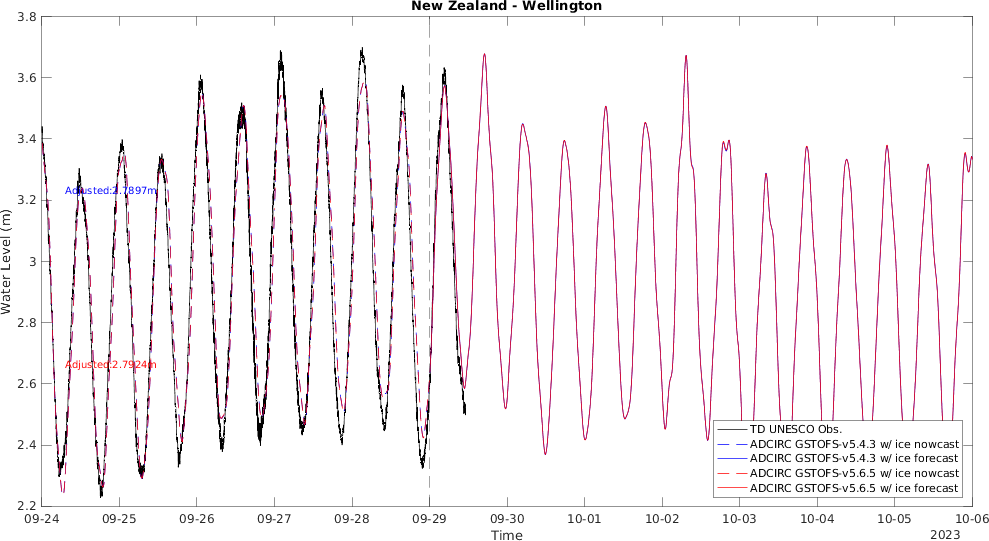 New Zealand - Wellington
3.8
3.6
3.4
3.2
3
2.8
2.6
2.4
2.2
Water Level (m)
Adjusted:2.7897m
Adjusted:2.7924m
TD UNESCO Obs.
ADCIRC GSTOFS-v5.4.3 w/ ice nowcast
ADCIRC GSTOFS-v5.4.3 w/ ice forecast
ADCIRC GSTOFS-v5.6.5 w/ ice nowcast
ADCIRC GSTOFS-v5.6.5 w/ ice forecast
09-24 09-25 09-26 09-27 09-28 09-29 09-30 10-01 10-02 10-03 10-04 10-05 10-06
Time
2023